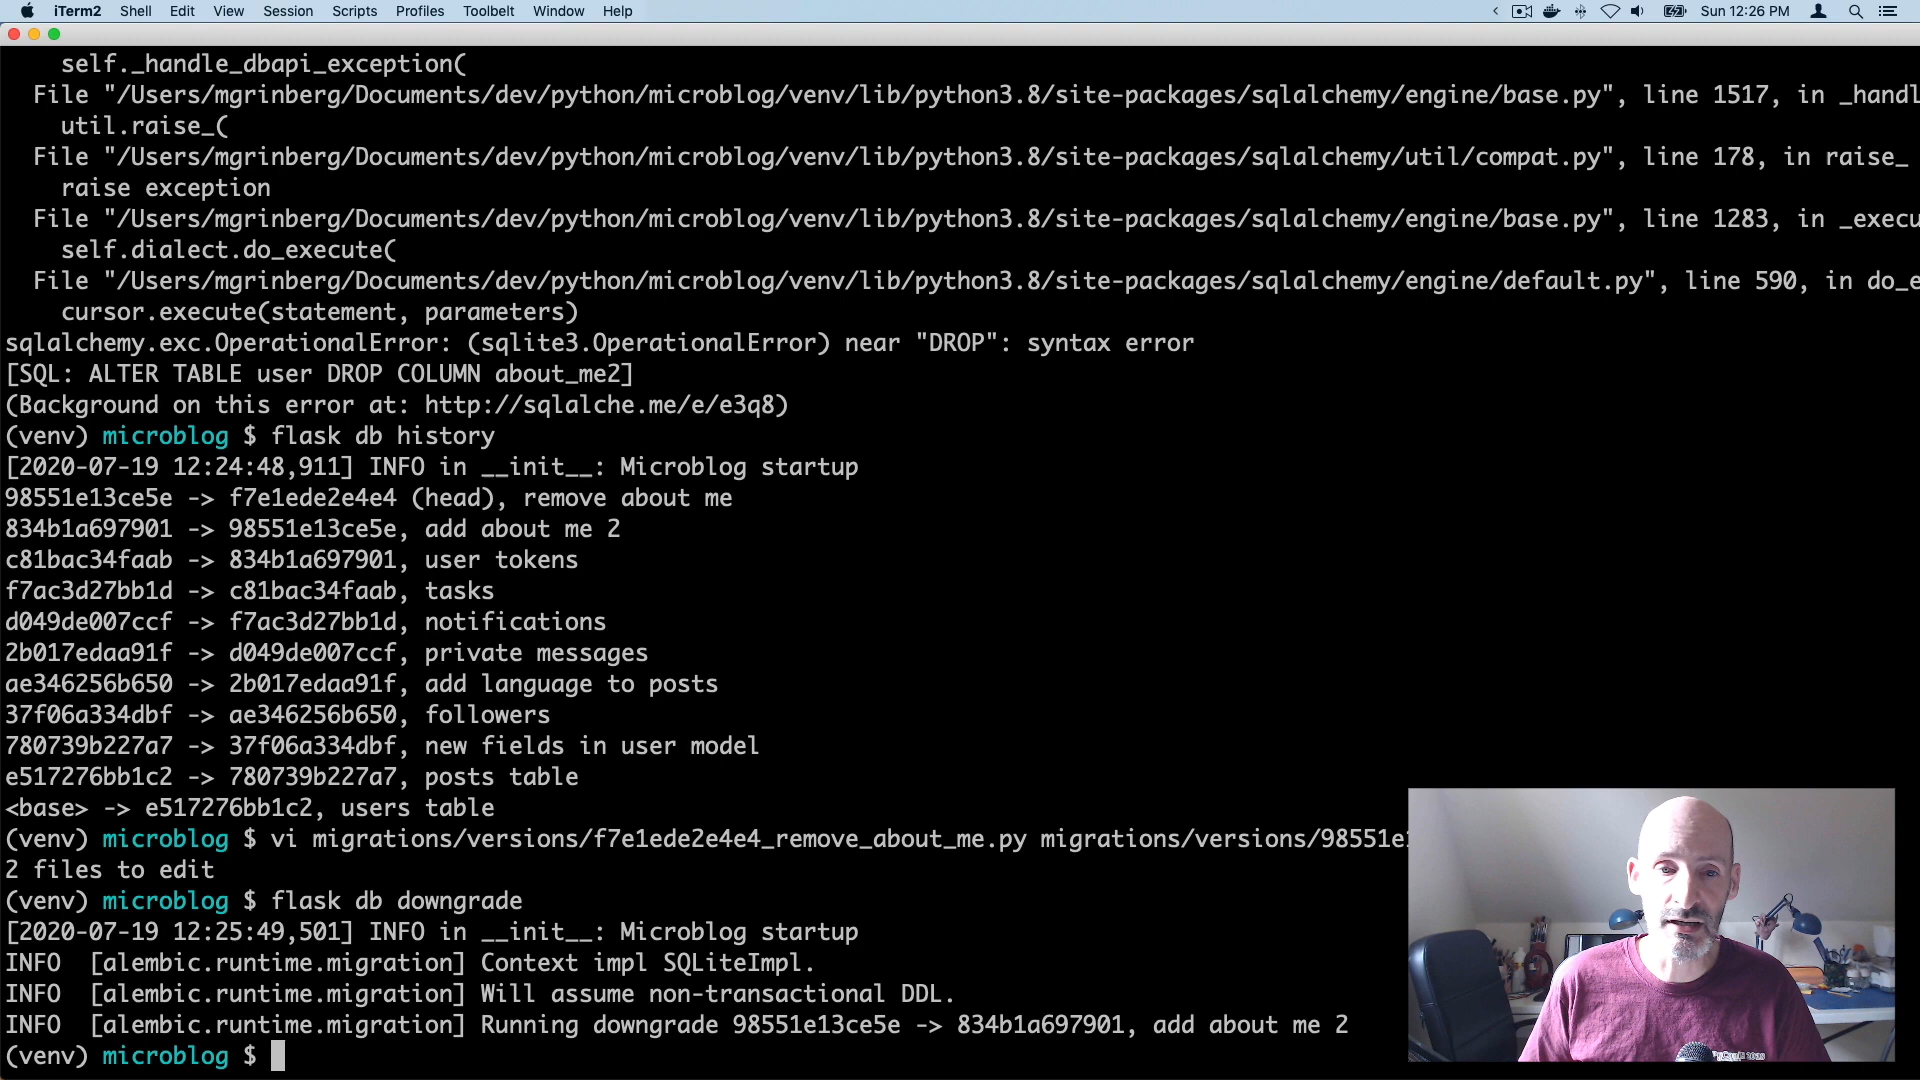 iTerm2 Shell Edit View Session Scripts Profiles Toolbelt Window Help Sun 12:26 PM
self._handle_dbapi_exception(
File "/Users/mgrinberg/Documents/dev/python/microblog/venv/lib/python3.8/site-packages/sqlalchemy/engine/base.py", line 1517, in _handl
util.raise_(
File "/Users/mgrinberg/Documents/dev/python/microblog/venv/lib/python3.8/site-packages/sqlalchemy/util/compat.py", line 178, in raise_
raise exception
File "/Users/mgrinberg/Documents/dev/python/microblog/venv/lib/python3.8/site-packages/sqlalchemy/engine/base.py", line 1283, in _execu
self.dialect.do_execute(
File "/Users/mgrinberg/Documents/dev/python/microblog/venv/lib/python3.8/site-packages/sqlalchemy/engine/default.py", line 590, in do_e
cursor.execute(statement, parameters)
sqlalchemy.exc.OperationalError: (sqlite3.OperationalError) near "DROP": syntax error
[SQL: ALTER TABLE user DROP COLUMN about_me2]
(Background on this error at: http://sqlalche.me/e/e3q8)
(venv) microblog $ flask db history
[2020-07-19 12:24:48,911] INFO in __init__: Microblog startup
98551e13ce5e -> f7e1ede2e4e4 (head), remove about me
834b1a697901 -> 98551e13ce5e, add about me 2
c81bac34faab -> 834b1a697901, user tokens
f7ac3d27bb1d -> c81bac34faab, tasks
d049de007ccf -> f7ac3d27bb1d, notifications
2b017edaa91f -> d049de007ccf, private messages
ae346256b650 -> 2b017edaa91f, add language to posts
37f06a334dbf -> ae346256b650, followers
780739b227a7 -> 37f06a334dbf, new fields in user model
e517276bb1c2 -> 780739b227a7, posts table
<base> -> e517276bb1c2, users table
(venv) microblog $ vi migrations/versions/f7e1ede2e4e4_remove_about_me.py migrations/versions/98551e1
2 files to edit
(venv) microblog $ flask db downgrade
[2020-07-19 12:25:49,501] INFO in __init__: Microblog startup
INFO [alembic.runtime.migration] Context impl SQLiteImpl.
INFO [alembic.runtime.migration] Will assume non-transactional DDL.
INFO [alembic.runtime.migration] Running downgrade 98551e13ce5e -> 834b1a697901, add about me 2
(venv) microblog $